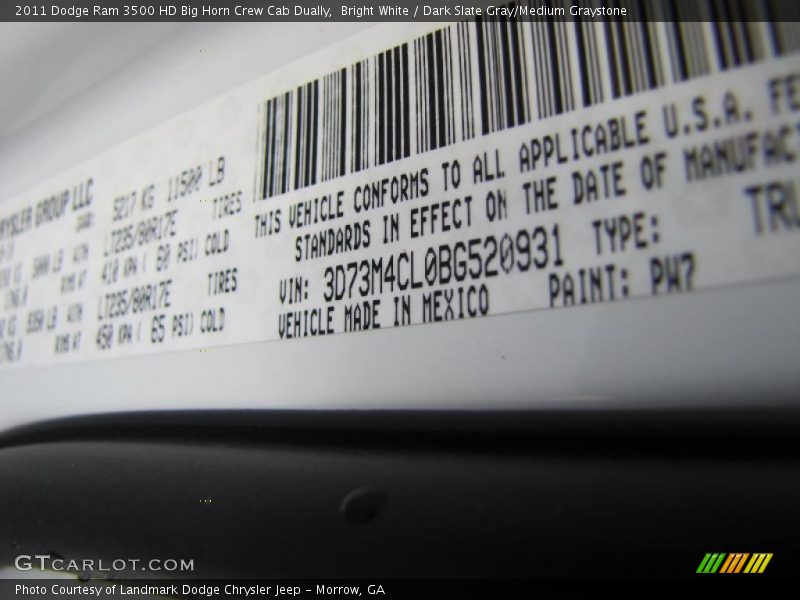 2011 Dodge Ram 3500 HD Big Horn Crew Cab Dually, Bright White / Dark Slate Gray/Medium Graystone
GROUP LLC
5217 KG 11500 LB
LT235/80R17E TIRES
410 KPA ( 60 PSI) COLD
LT235/80R17E TIRES
450 KPA ( 65 PSI) COLD
THIS VEHICLE CONFORMS TO ALL APPLICABLE U.S.A.
STANDARDS IN EFFECT ON THE DATE OF
VIN: 3D73M4CL0BG520931 TYPE:
VEHICLE MADE IN MEXICO PAINT: PW7
GTCARLOT.COM
Photo Courtesy of Landmark Dodge Chrysler Jeep – Morrow, GA